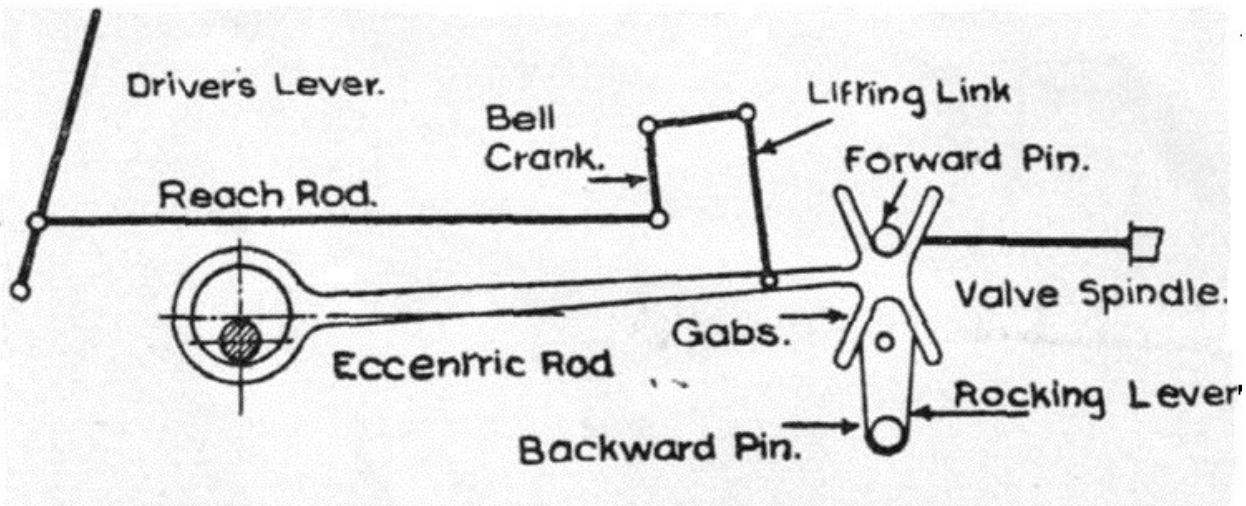 Driver's Lever.
Lifting Link
Bell
Crank.
Forward Pin.
Reach Rod.
Valve Spindle.
Gabs.
Eccentric Rod
Rocking Lever
Backward Pin.